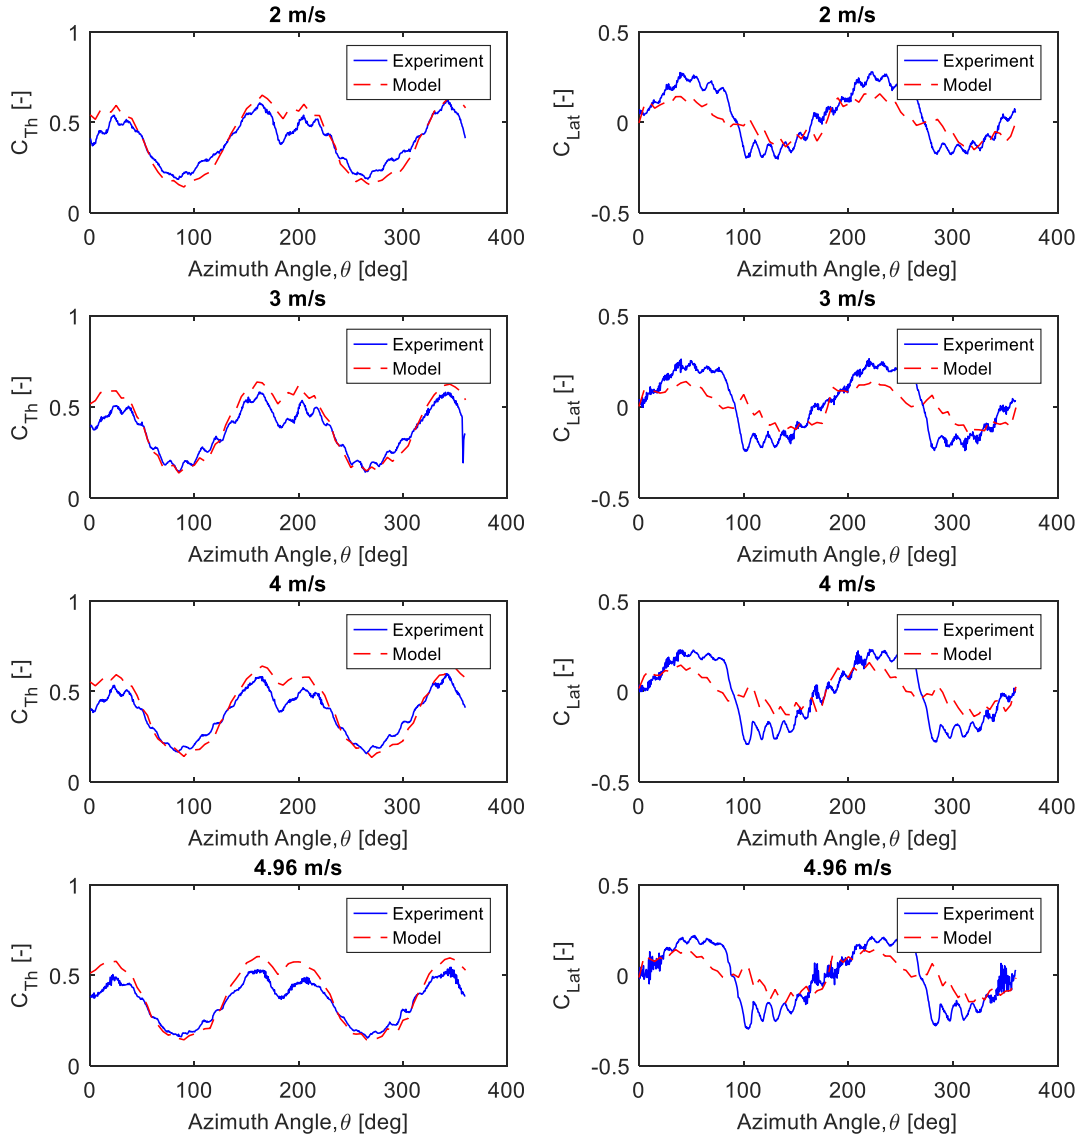 2 m/s
1
0.5
0
C_Th [-]
Experiment
Model
0 100 200 300 400
Azimuth Angle, θ [deg]
2 m/s
0.5
0
-0.5
C_Lat [-]
Experiment
Model
0 100 200 300 400
Azimuth Angle, θ [deg]
3 m/s
1
0.5
0
C_Th [-]
Experiment
Model
0 100 200 300 400
Azimuth Angle, θ [deg]
3 m/s
0.5
0
-0.5
C_Lat [-]
Experiment
Model
0 100 200 300 400
Azimuth Angle, θ [deg]
4 m/s
1
0.5
0
C_Th [-]
Experiment
Model
0 100 200 300 400
Azimuth Angle, θ [deg]
4 m/s
0.5
0
-0.5
C_Lat [-]
Experiment
Model
0 100 200 300 400
Azimuth Angle, θ [deg]
4.96 m/s
1
0.5
0
C_Th [-]
Experiment
Model
0 100 200 300 400
Azimuth Angle, θ [deg]
4.96 m/s
0.5
0
-0.5
C_Lat [-]
Experiment
Model
0 100 200 300 400
Azimuth Angle, θ [deg]